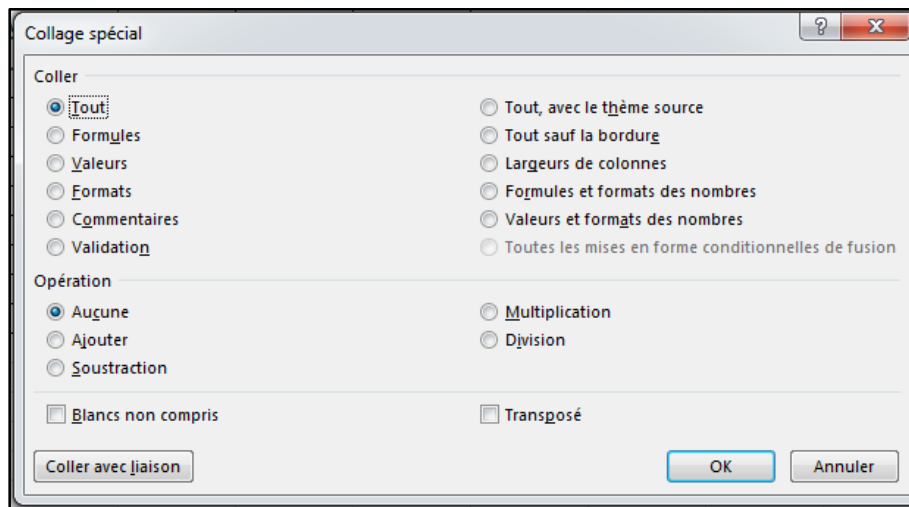 Collage spécial
Coller
Tout
Formules
Valeurs
Formats
Commentaires
Validation
Tout, avec le thème source
Tout sauf la bordure
Largeurs de colonnes
Formules et formats des nombres
Valeurs et formats des nombres
Toutes les mises en forme conditionnelles de fusion
Opération
Aucune
Ajouter
Soustraction
Multiplication
Division
Blancs non compris
Transposé
Coller avec liaison
OK
Annuler